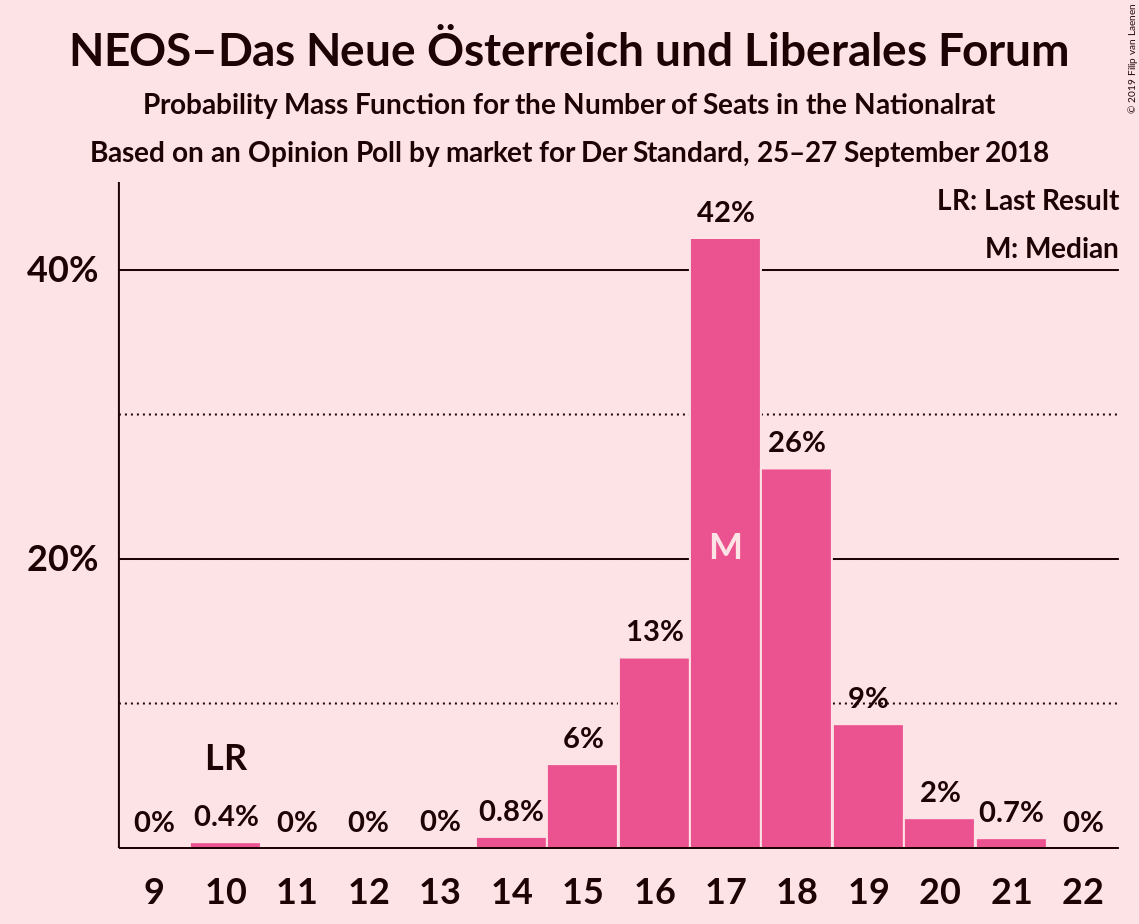 NEOS–Das Neue Österreich und Liberales Forum
Probability Mass Function for the Number of Seats in the Nationalrat
Based on an Opinion Poll by market for Der Standard, 25–27 September 2018
© 2019 Filip van Laenen
LR: Last Result
M: Median
42%
40%
26%
M
20%
13%
9%
6%
LR
2%
0% 0.4% 0% 0% 0% 0.8% 0.7% 0%
9 10 11 12 13 14 15 16 17 18 19 20 21 22